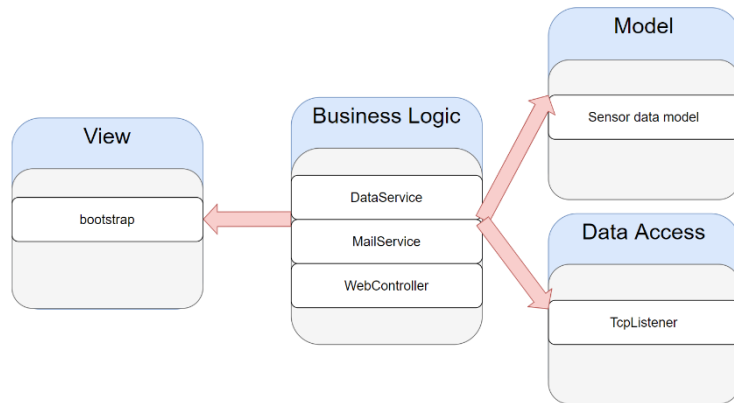 View
bootstrap
Business Logic
DataService
MailService
WebController
Model
Sensor data model
Data Access
TcpListener